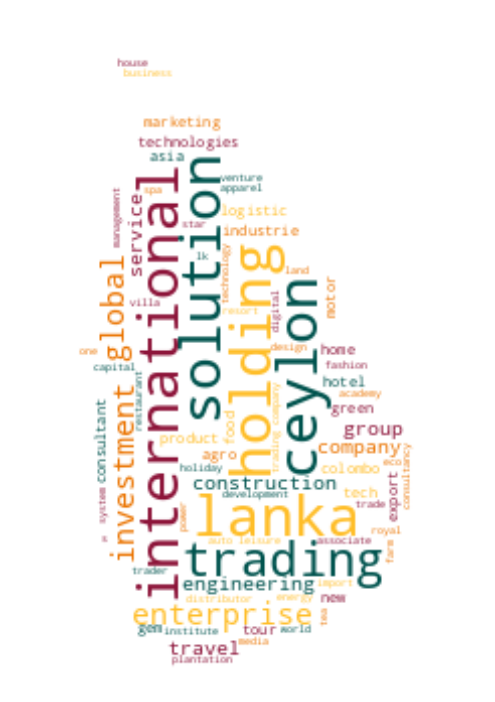 house
business
marketing
technologies
asia
venture
spa
apparel
management
service
logistic
star
industrie
international
solution
lk
technology
holding
land
global
ceylon
motor
villa
resort
digital
one
design
home
capital
fashion
restaurant
hotel
academy
investment
trading company
consultant
green
food
group
product
company
agro
eco
holiday
colombo
consultancy
construction
tech
development
export
system
lanka
trade
power
royal
p
auto leisure
associate
farm
trading
trader
engineering
import
distributor
energy
new
enterprise
tea
gem
institute
tour
world
media
travel
plantation